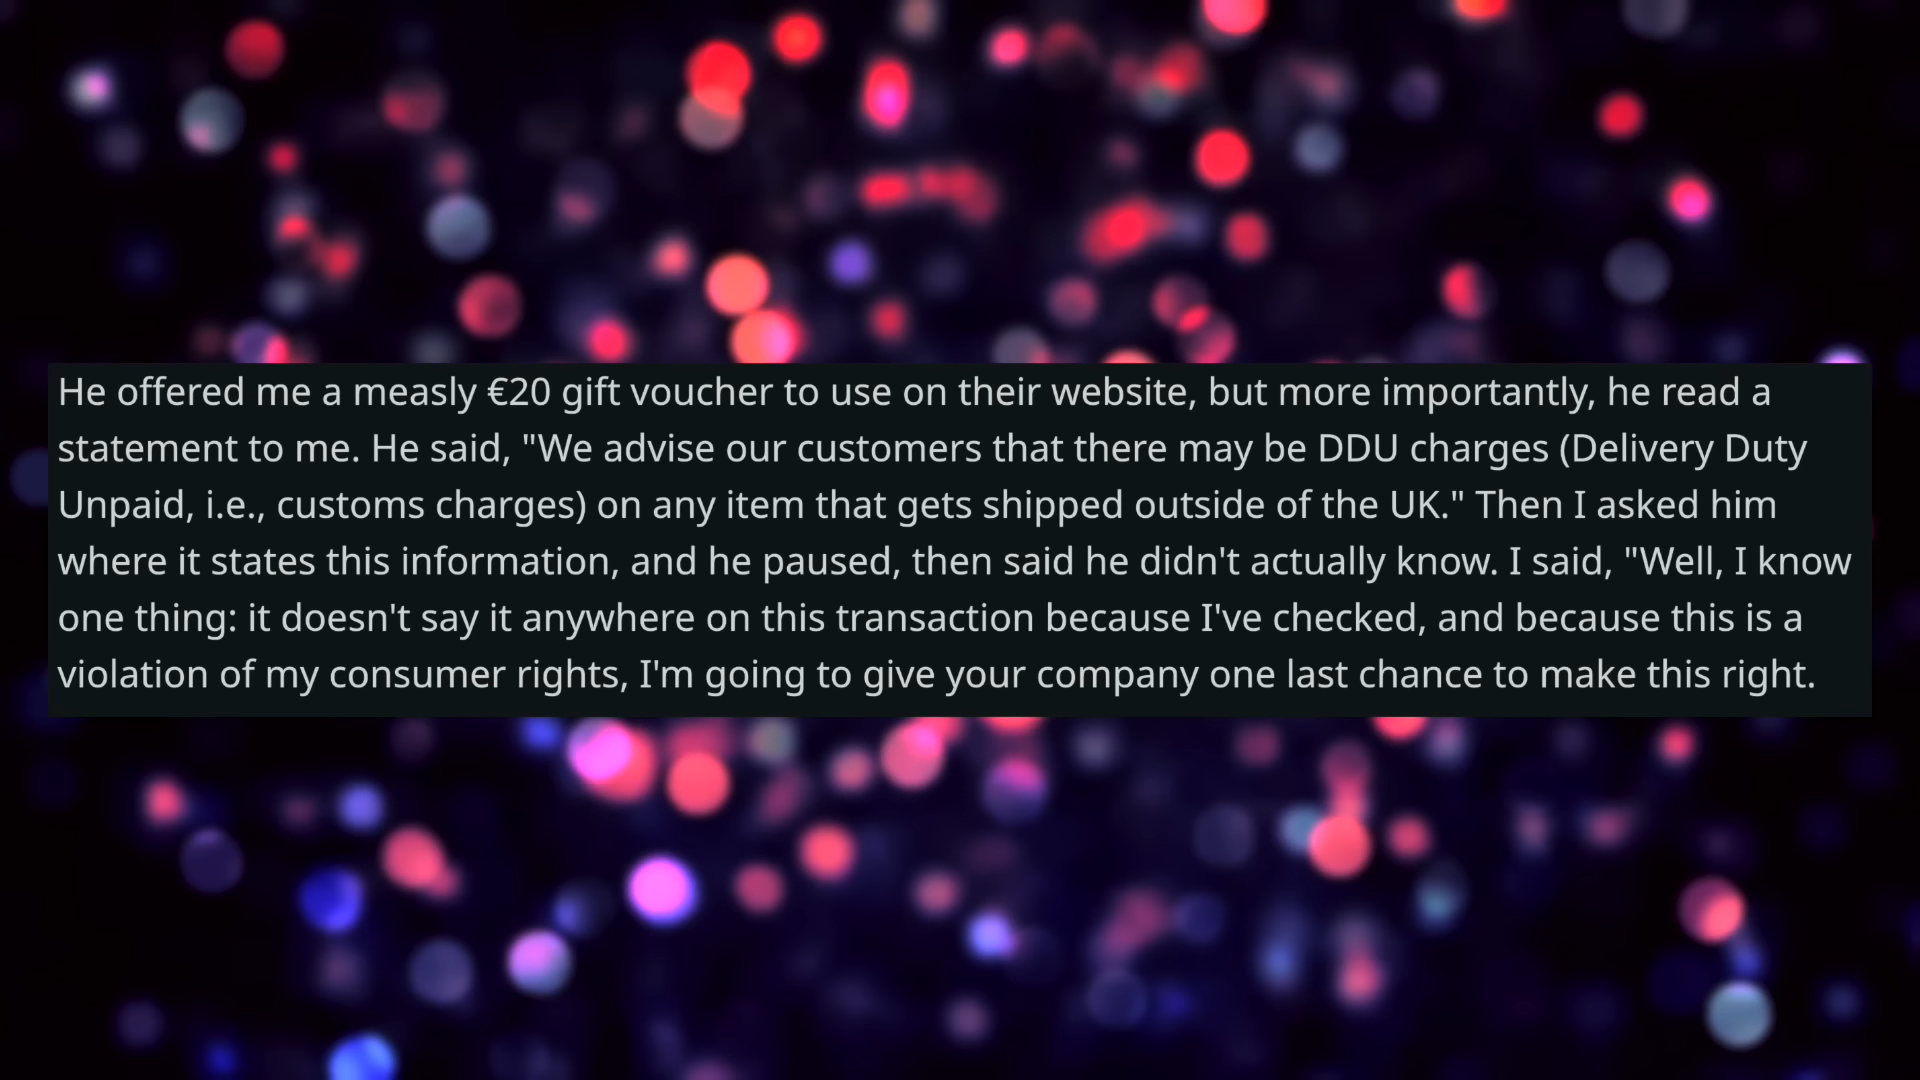 He offered me a measly €20 gift voucher to use on their website, but more importantly, he read a
statement to me. He said, "We advise our customers that there may be DDU charges (Delivery Duty
Unpaid, i.e., customs charges) on any item that gets shipped outside of the UK." Then I asked him
where it states this information, and he paused, then said he didn't actually know. I said, "Well, I know
one thing: it doesn't say it anywhere on this transaction because I've checked, and because this is a
violation of my consumer rights, I'm going to give your company one last chance to make this right.